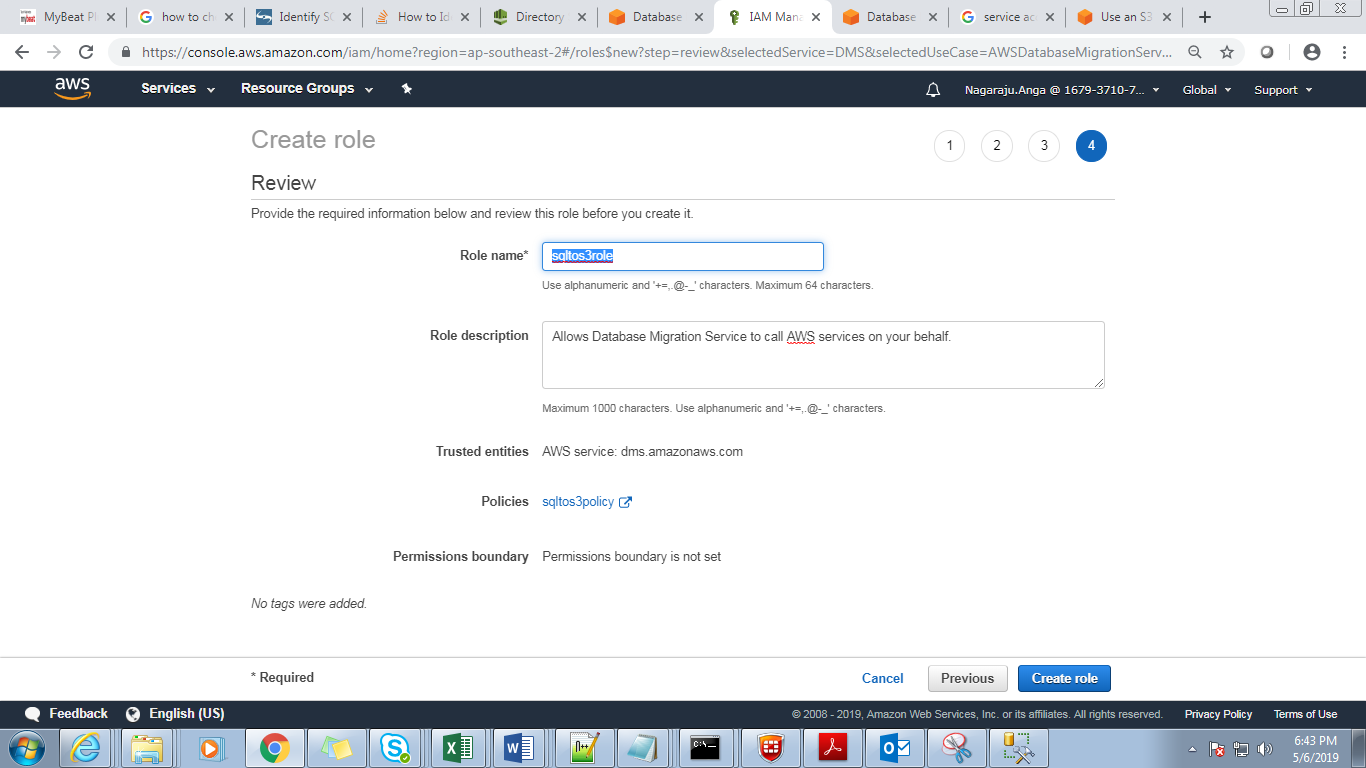 MyBeat Pl
how to ch
Identify SQ
How to Id
Directory
Database
IAM Mana
Database
service ac
Use an S3
https://console.aws.amazon.com/iam/home?region=ap-southeast-2#/roles$new?step=review&selectedService=DMS&selectedUseCase=AWSDatabaseMigrationServ...
aws Services Resource Groups Nagaraju.Anga @ 1679-3710-7... Global Support
Create role 1 2 3 4
Review
Provide the required information below and review this role before you create it.
Role name* sqltos3role
Use alphanumeric and '+=,.@-_' characters. Maximum 64 characters.
Role description Allows Database Migration Service to call AWS services on your behalf.
Maximum 1000 characters. Use alphanumeric and '+=,.@-_' characters.
Trusted entities AWS service: dms.amazonaws.com
Policies sqltos3policy
Permissions boundary Permissions boundary is not set
No tags were added.
* Required Cancel Previous Create role
Feedback English (US) © 2008 - 2019, Amazon Web Services, Inc. or its affiliates. All rights reserved. Privacy Policy Terms of Use
6:43 PM
5/6/2019